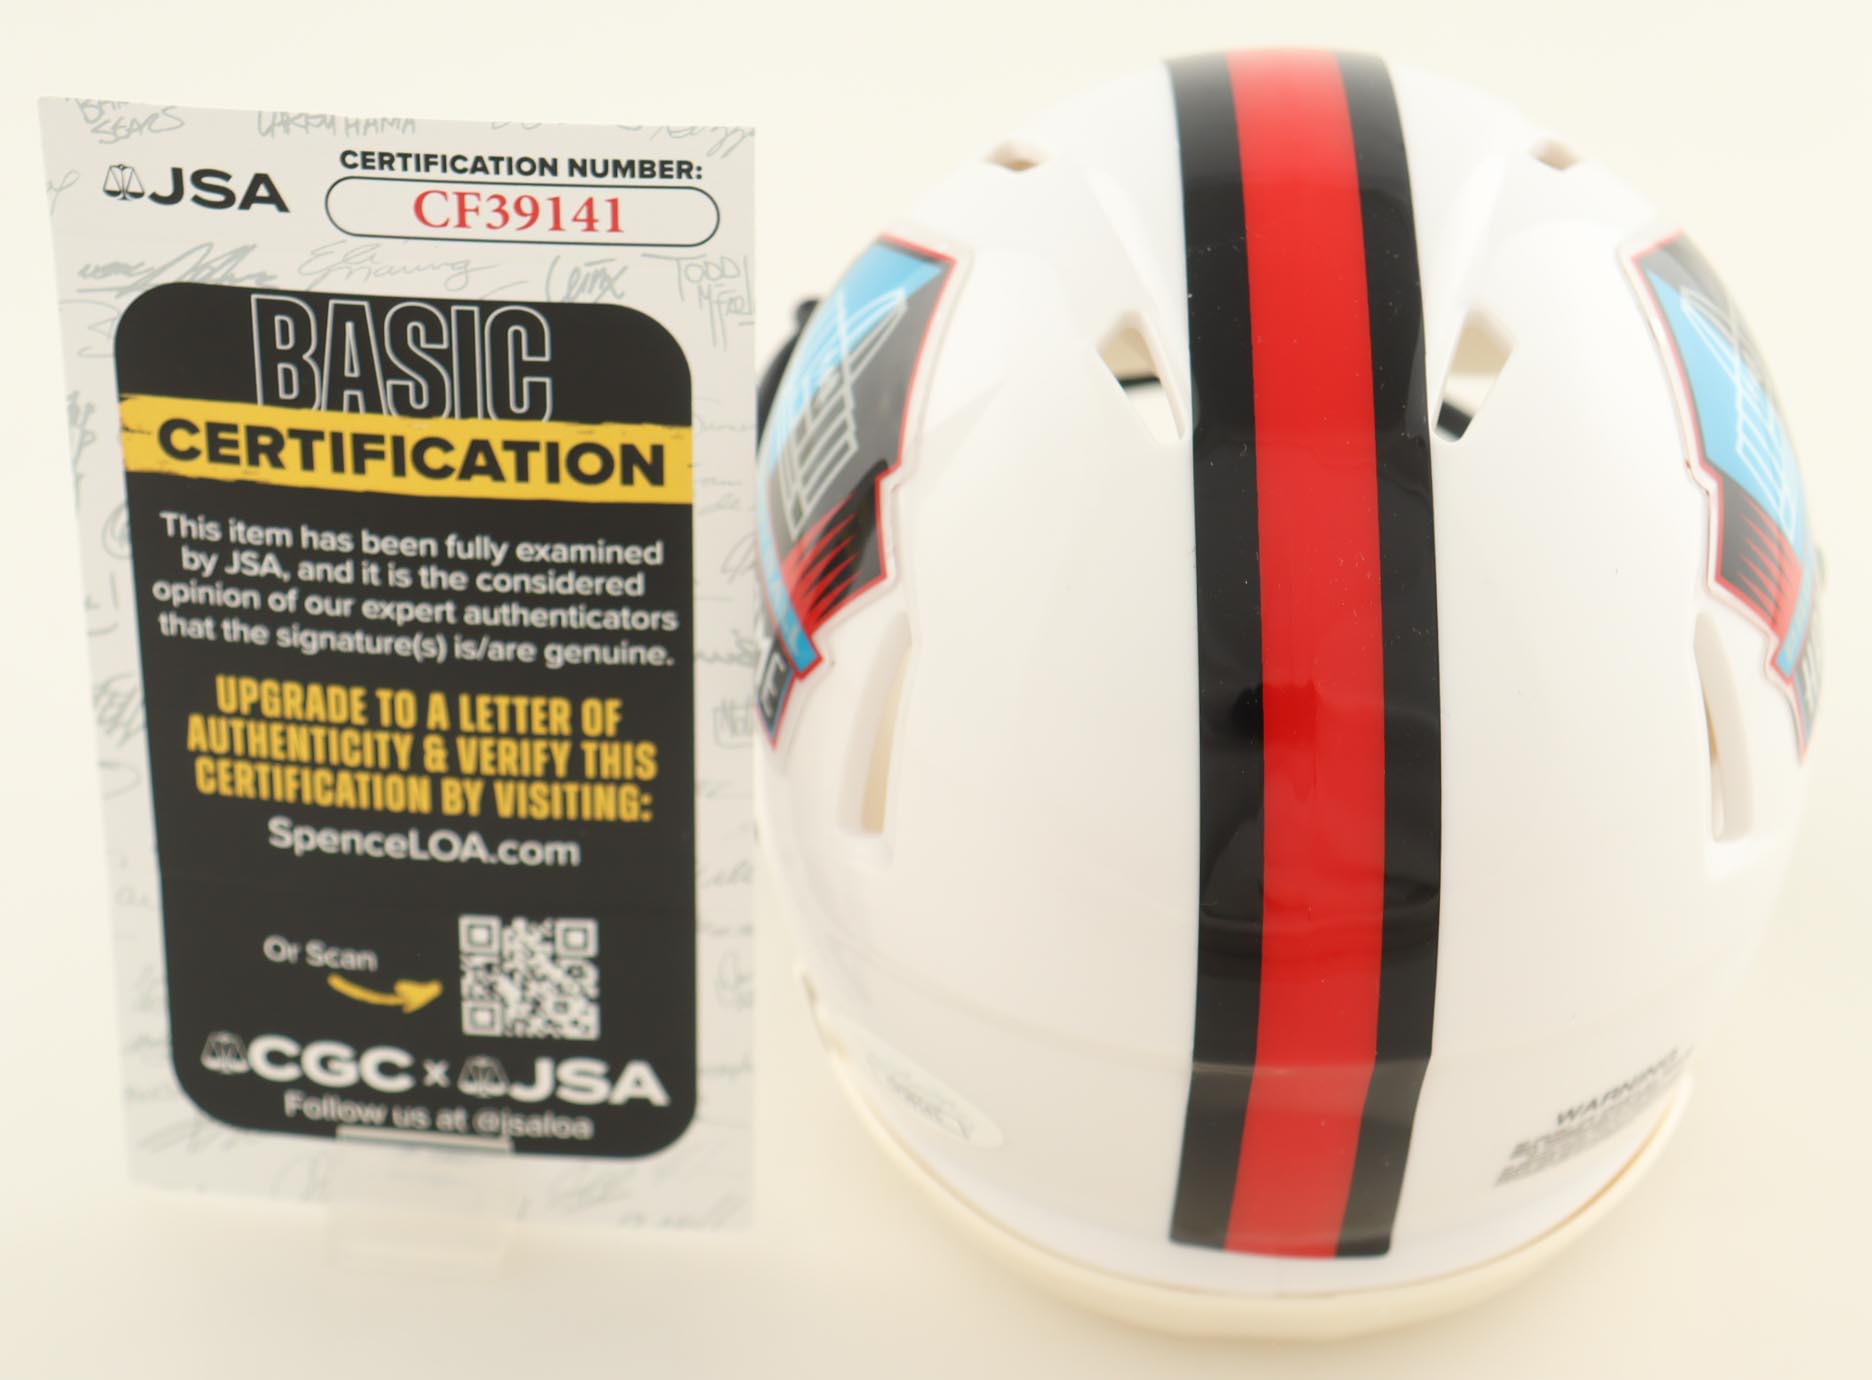 JSA
CERTIFICATION NUMBER:
CF39141
BASIC
CERTIFICATION
This item has been fully examined
by JSA, and it is the considered
opinion of our expert authenticators
that the signature(s) is/are genuine.
UPGRADE TO A LETTER OF
AUTHENTICITY & VERIFY THIS
CERTIFICATION BY VISITING:
SpenceLOA.com
Or Scan
CGC x JSA
Follow us at @jsaloa
WARNING